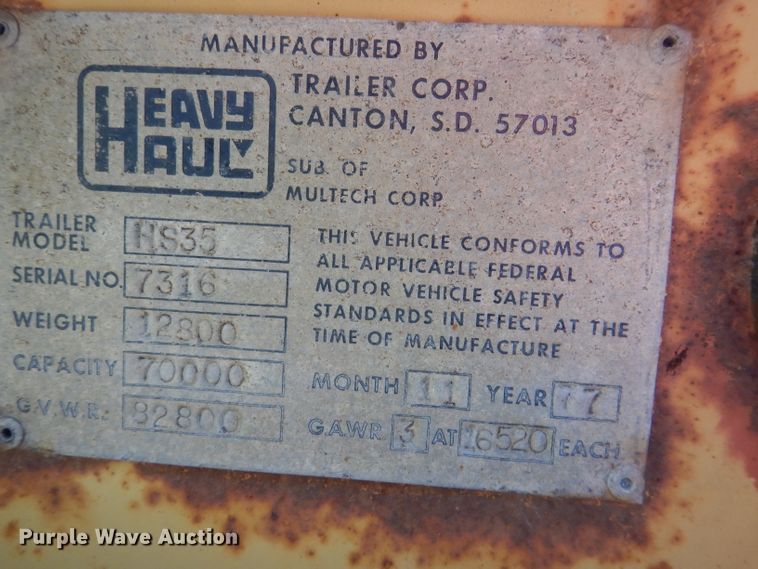 MANUFACTURED BY
HEAVY HAUL
TRAILER CORP.
CANTON, S.D. 57013
SUB. OF
MULTECH CORP
TRAILER MODEL HS35
SERIAL NO. 7316
WEIGHT 12800
CAPACITY 70000
G.V.W.R. 82800
THIS VEHICLE CONFORMS TO
ALL APPLICABLE FEDERAL
MOTOR VEHICLE SAFETY
STANDARDS IN EFFECT AT THE
TIME OF MANUFACTURE
MONTH 11 YEAR 77
G.A.W.R 3 AT 16520 EACH
Purple Wave Auction